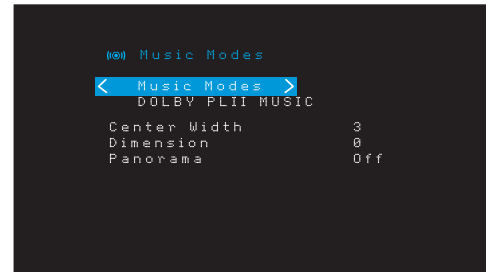 Music Modes
< Music Modes >
DOLBY PLII MUSIC
Center Width 3
Dimension 0
Panorama Off